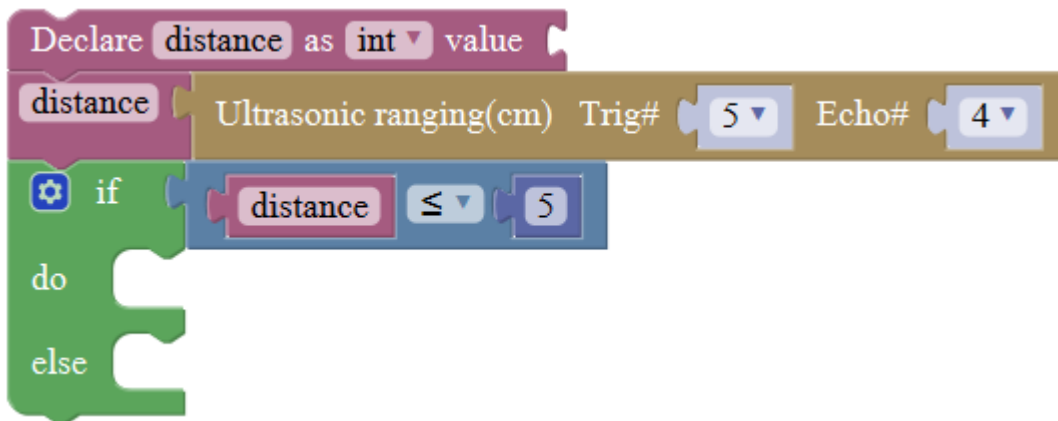 Declare distance as int value
distance Ultrasonic ranging(cm) Trig# 5 Echo# 4
if distance ≤ 5
do
else